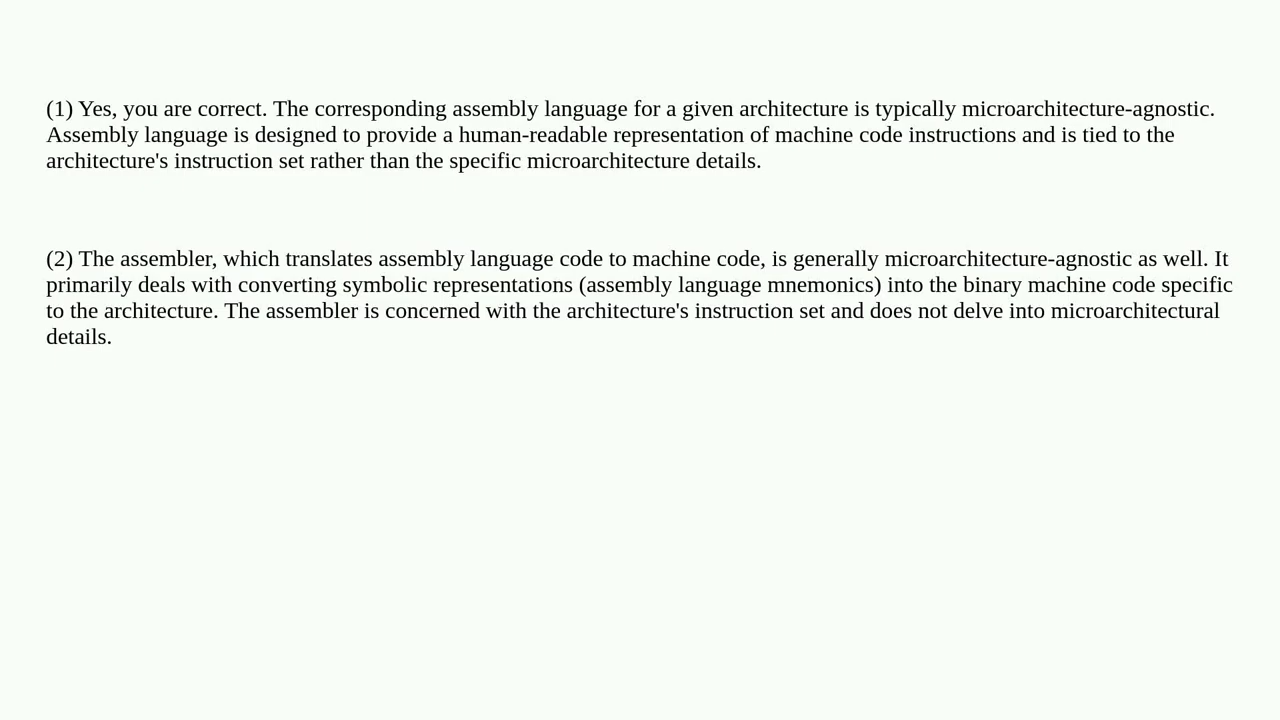 (1) Yes, you are correct. The corresponding assembly language for a given architecture is typically microarchitecture-agnostic.
Assembly language is designed to provide a human-readable representation of machine code instructions and is tied to the
architecture's instruction set rather than the specific microarchitecture details.
(2) The assembler, which translates assembly language code to machine code, is generally microarchitecture-agnostic as well. It
primarily deals with converting symbolic representations (assembly language mnemonics) into the binary machine code specific
to the architecture. The assembler is concerned with the architecture's instruction set and does not delve into microarchitectural
details.